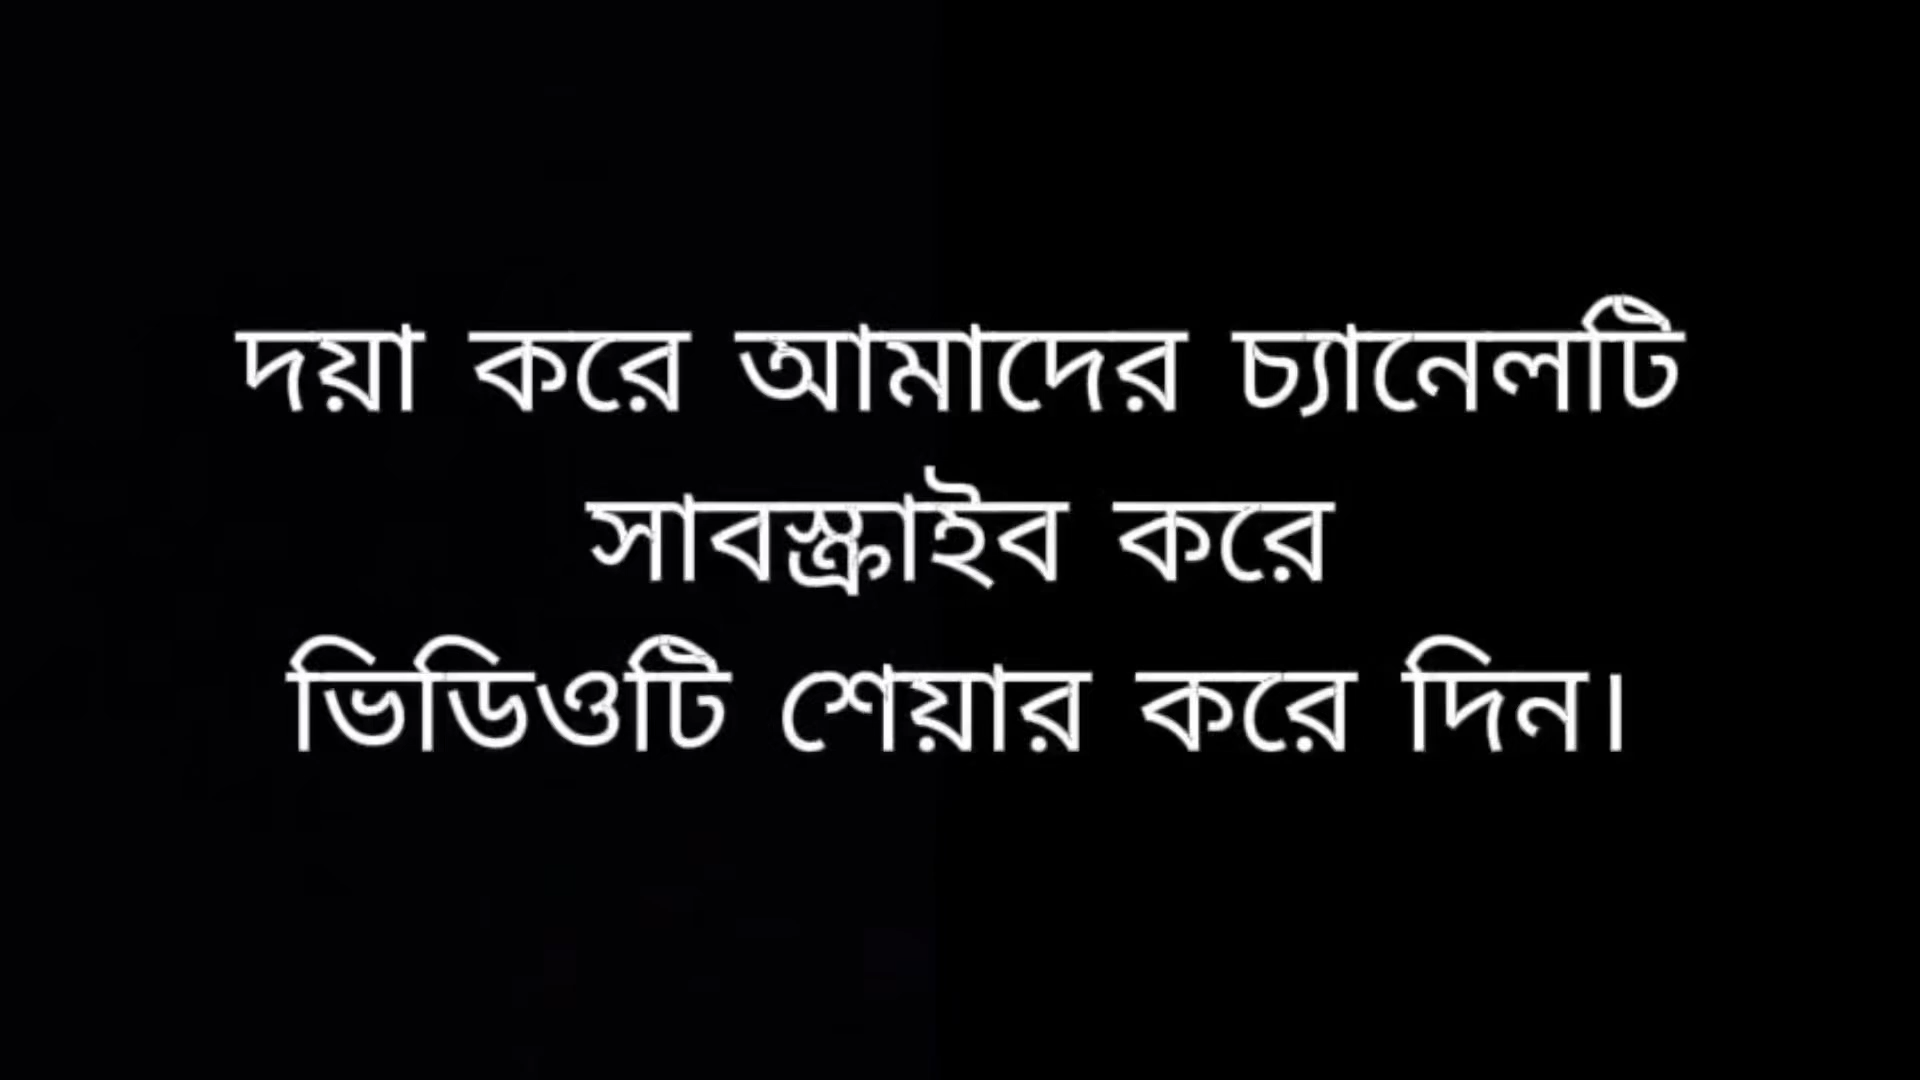 দয়া করে আমাদের চ্যানেলটি
সাবস্ক্রাইব করে
ভিডিওটি শেয়ার করে দিন।